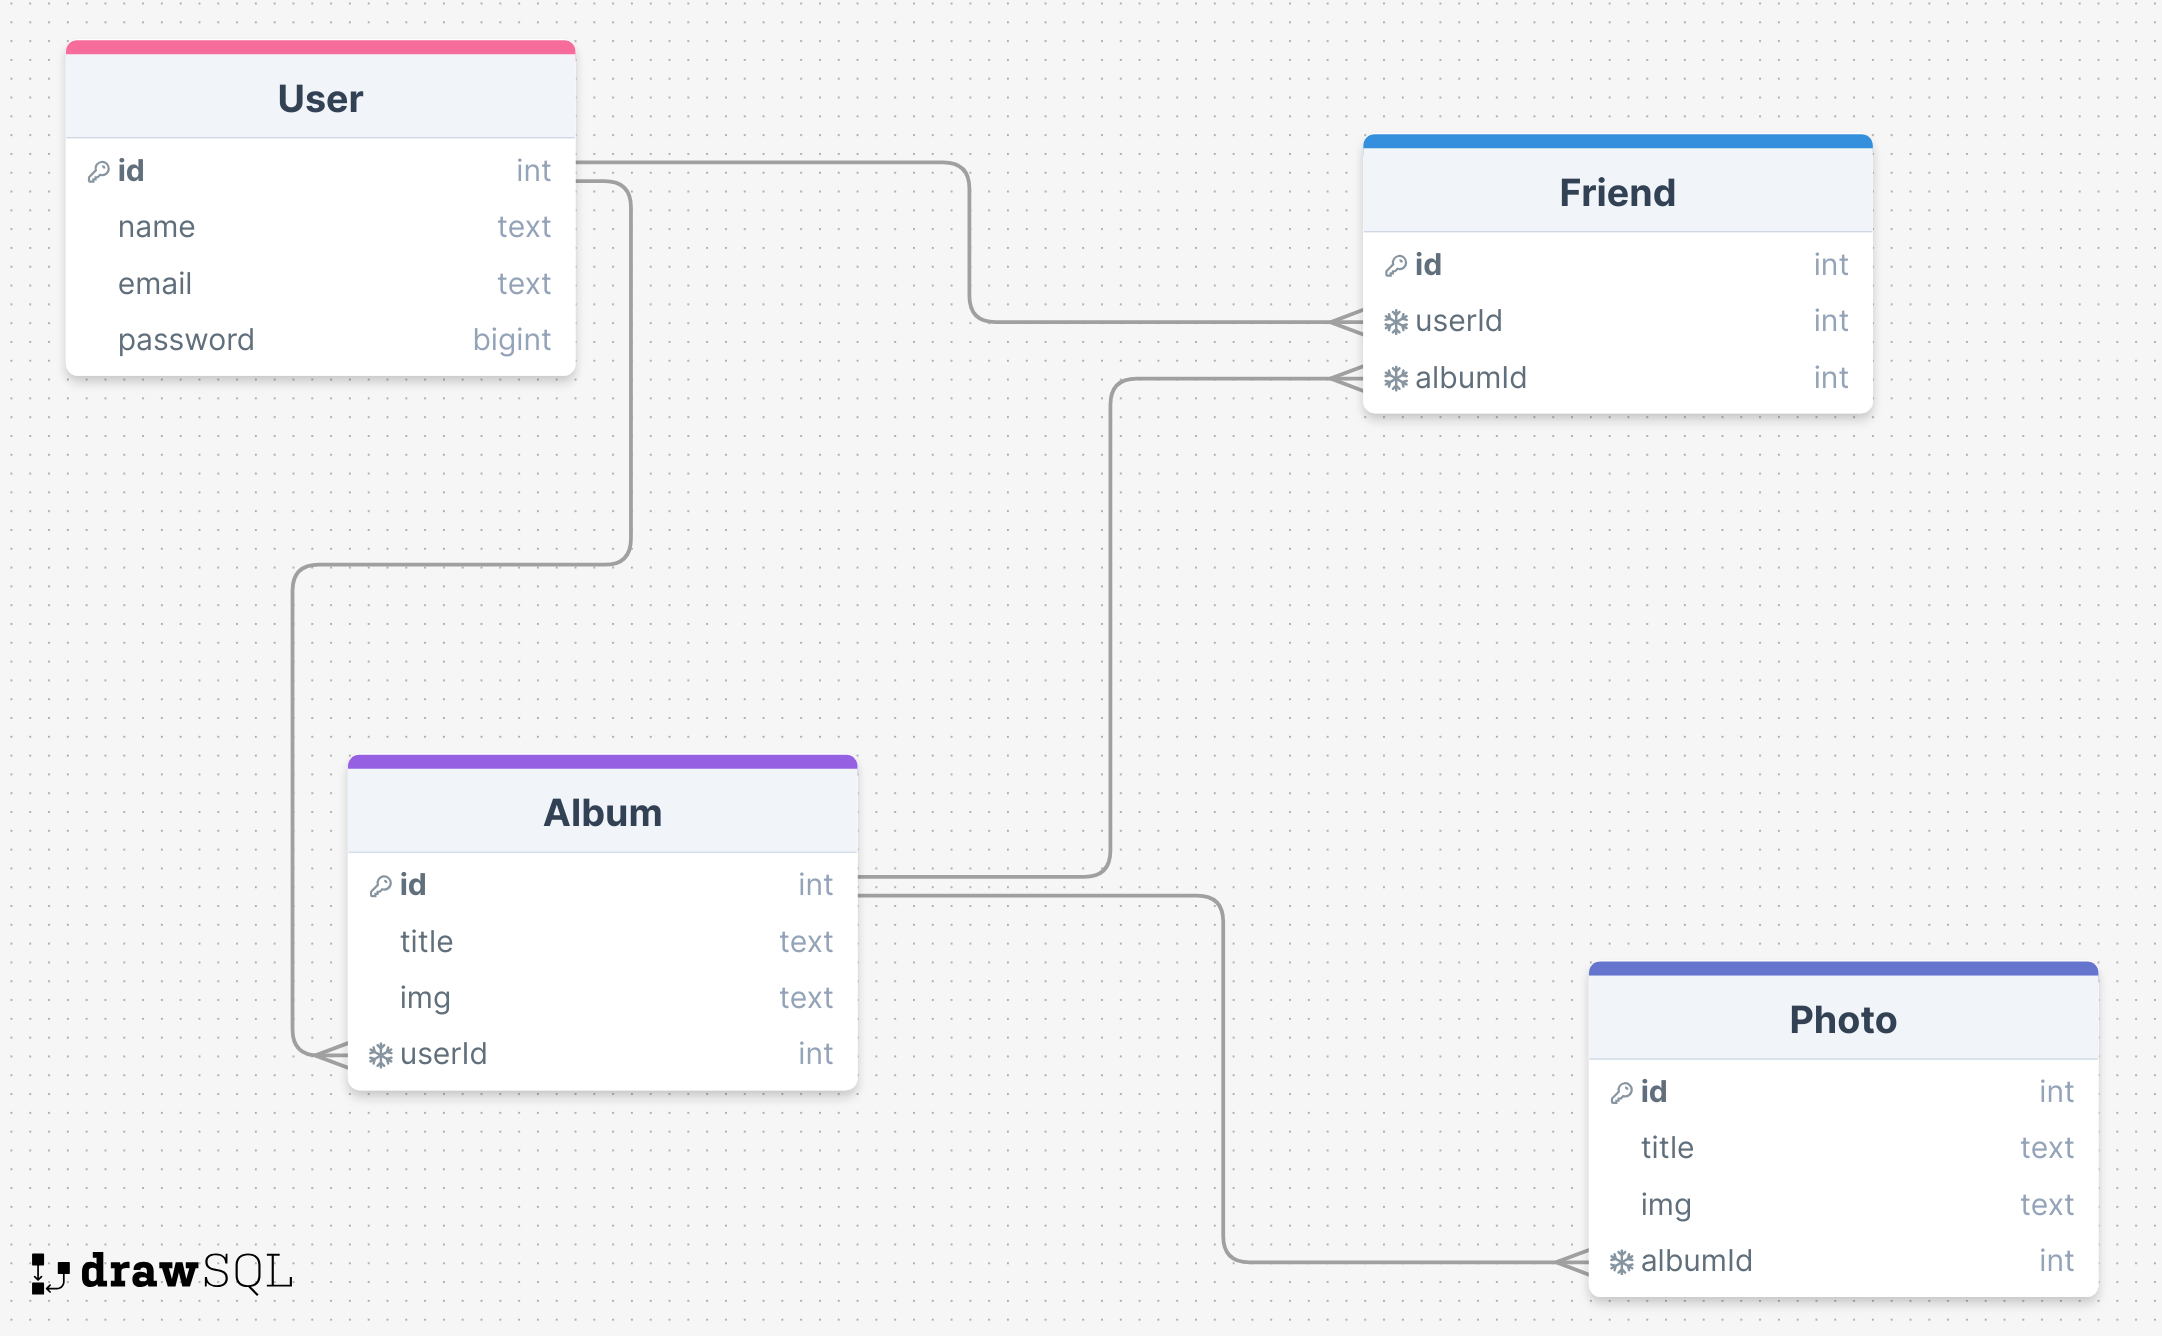 User
id int
name text
email text
password bigint
Friend
id int
userId int
albumId int
Album
id int
title text
img text
userId int
Photo
id int
title text
img text
albumId int
drawSQL